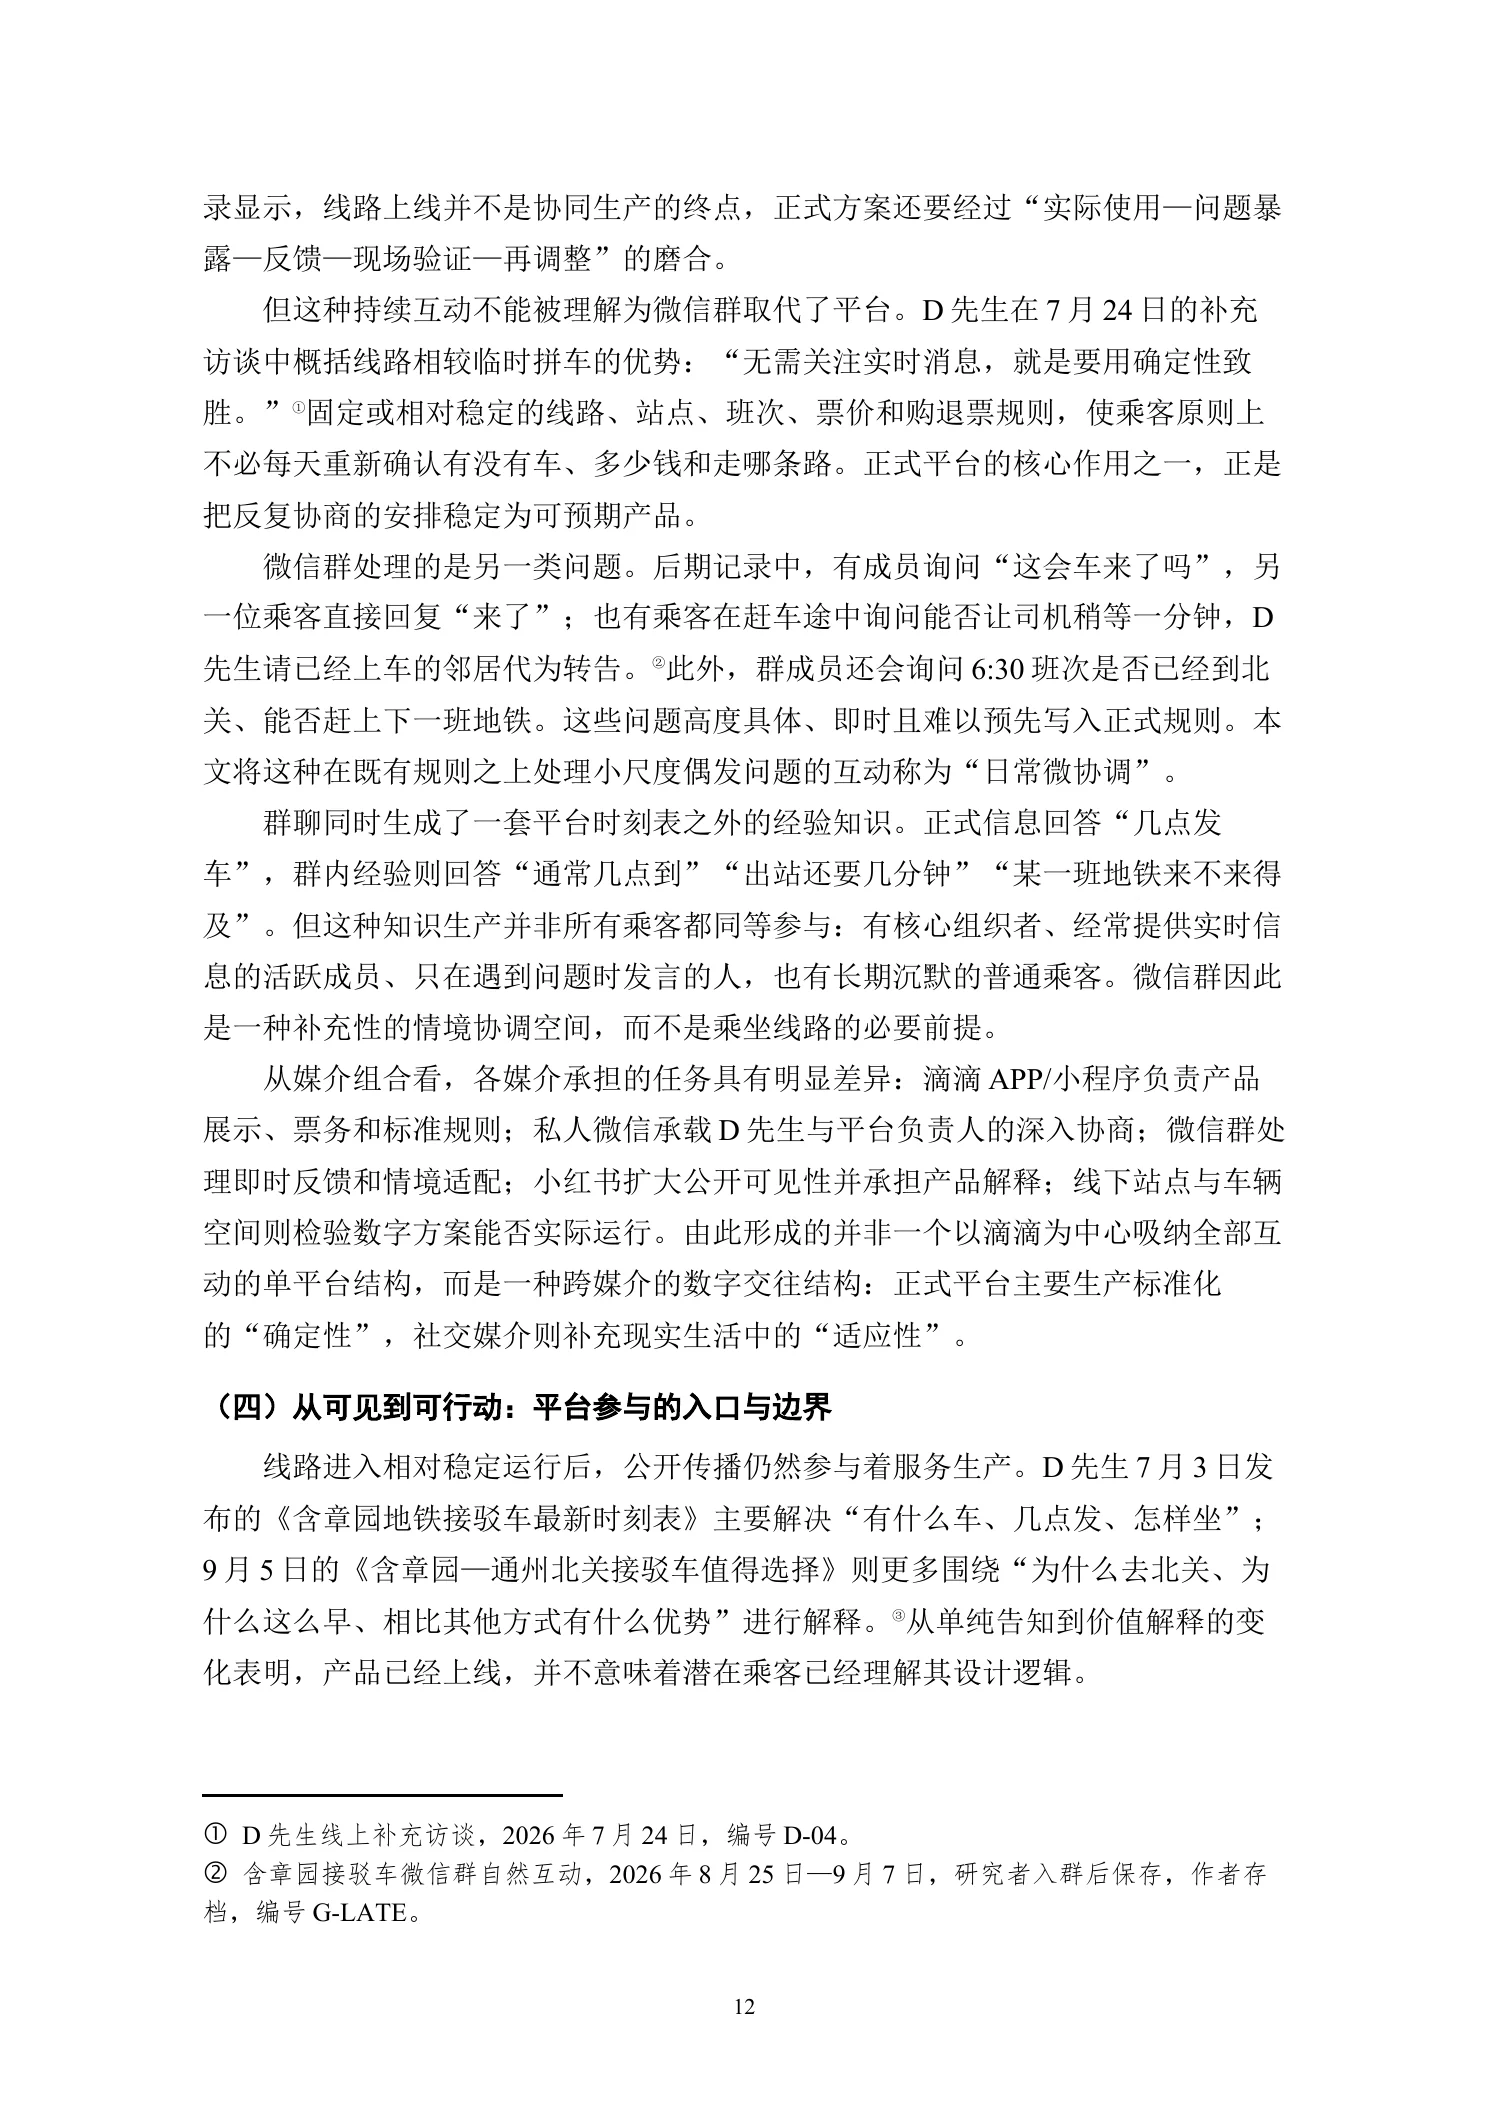 录显示，线路上线并不是协同生产的终点，正式方案还要经过“实际使用—问题暴
露—反馈—现场验证—再调整”的磨合。
但这种持续互动不能被理解为微信群取代了平台。D 先生在 7 月 24 日的补充
访谈中概括线路相较临时拼车的优势：“无需关注实时消息，就是要用确定性致
胜。”①固定或相对稳定的线路、站点、班次、票价和购退票规则，使乘客原则上
不必每天重新确认有没有车、多少钱和走哪条路。正式平台的核心作用之一，正是
把反复协商的安排稳定为可预期产品。
微信群处理的是另一类问题。后期记录中，有成员询问“这会车来了吗”，另
一位乘客直接回复“来了”；也有乘客在赶车途中询问能否让司机稍等一分钟，D
先生请已经上车的邻居代为转告。②此外，群成员还会询问 6:30 班次是否已经到北
关、能否赶上下一班地铁。这些问题高度具体、即时且难以预先写入正式规则。本
文将这种在既有规则之上处理小尺度偶发问题的互动称为“日常微协调”。
群聊同时生成了一套平台时刻表之外的经验知识。正式信息回答“几点发
车”，群内经验则回答“通常几点到”“出站还要几分钟”“某一班地铁来不来得
及”。但这种知识生产并非所有乘客都同等参与：有核心组织者、经常提供实时信
息的活跃成员、只在遇到问题时发言的人，也有长期沉默的普通乘客。微信群因此
是一种补充性的情境协调空间，而不是乘坐线路的必要前提。
从媒介组合看，各媒介承担的任务具有明显差异：滴滴 APP/小程序负责产品
展示、票务和标准规则；私人微信承载 D 先生与平台负责人的深入协商；微信群处
理即时反馈和情境适配；小红书扩大公开可见性并承担产品解释；线下站点与车辆
空间则检验数字方案能否实际运行。由此形成的并非一个以滴滴为中心吸纳全部互
动的单平台结构，而是一种跨媒介的数字交往结构：正式平台主要生产标准化
的“确定性”，社交媒介则补充现实生活中的“适应性”。
（四）从可见到可行动：平台参与的入口与边界
线路进入相对稳定运行后，公开传播仍然参与着服务生产。D 先生 7 月 3 日发
布的《含章园地铁接驳车最新时刻表》主要解决“有什么车、几点发、怎样坐”；
9 月 5 日的《含章园—通州北关接驳车值得选择》则更多围绕“为什么去北关、为
什么这么早、相比其他方式有什么优势”进行解释。③从单纯告知到价值解释的变
化表明，产品已经上线，并不意味着潜在乘客已经理解其设计逻辑。
① D 先生线上补充访谈，2026 年 7 月 24 日，编号 D-04。
② 含章园接驳车微信群自然互动，2026 年 8 月 25 日—9 月 7 日，研究者入群后保存，作者存
档，编号 G-LATE。
12